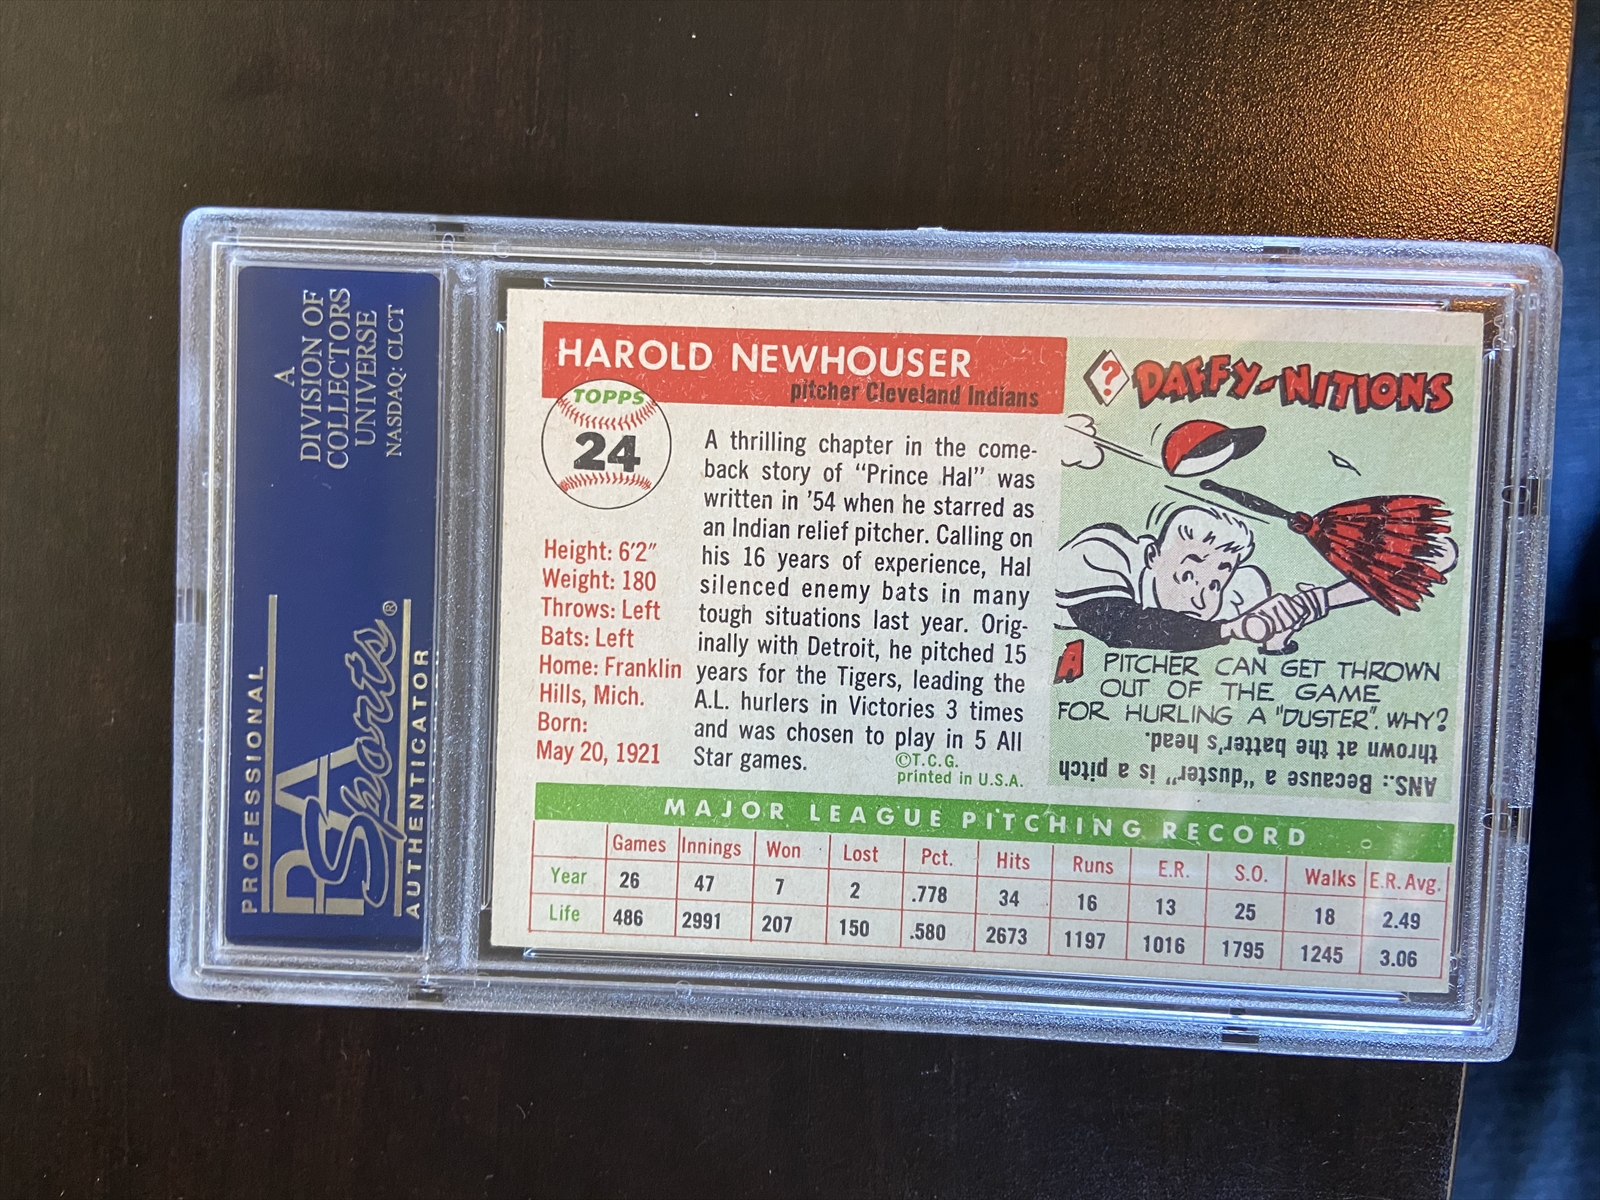 A
DIVISION OF
COLLECTORS
UNIVERSE
NASDAQ: CLCT
PROFESSIONAL
PSA
Sports®
AUTHENTICATOR
HAROLD NEWHOUSER
pitcher Cleveland Indians
TOPPS
24
Height: 6'2"
Weight: 180
Throws: Left
Bats: Left
Home: Franklin
Hills, Mich.
Born:
May 20, 1921
A thrilling chapter in the come-
back story of "Prince Hal" was
written in '54 when he starred as
an Indian relief pitcher. Calling on
his 16 years of experience, Hal
silenced enemy bats in many
tough situations last year. Orig-
inally with Detroit, he pitched 15
years for the Tigers, leading the
A.L. hurlers in Victories 3 times
and was chosen to play in 5 All
Star games.
©T.C.G.
printed in U.S.A.
? DAFFY-NITIONS
A PITCHER CAN GET THROWN
OUT OF THE GAME
FOR HURLING A "DUSTER". WHY?
ANS.: Because a "duster" is a pitch
thrown at the batter's head.
MAJOR LEAGUE PITCHING RECORD
Games Innings Won Lost Pct. Hits Runs E.R. S.O. Walks E.R. Avg.
Year 26 47 7 2 .778 34 16 13 25 18 2.49
Life 486 2991 207 150 .580 2673 1197 1016 1795 1245 3.06